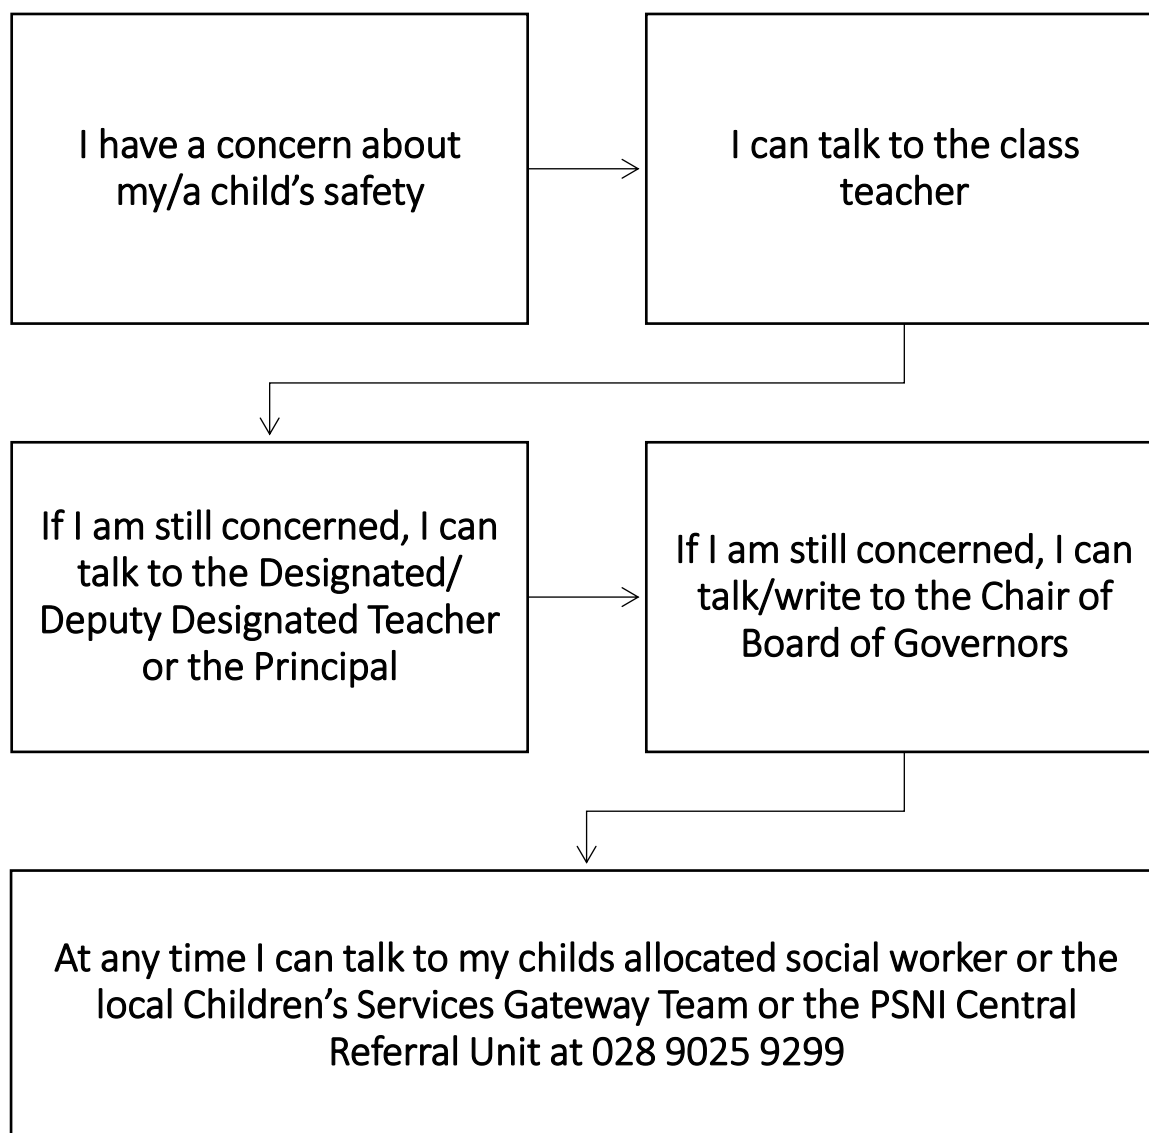 I have a concern about
my/a child’s safety
I can talk to the class
teacher
If I am still concerned, I can
talk to the Designated/
Deputy Designated Teacher
or the Principal
If I am still concerned, I can
talk/write to the Chair of
Board of Governors
At any time I can talk to my childs allocated social worker or the
local Children’s Services Gateway Team or the PSNI Central
Referral Unit at 028 9025 9299